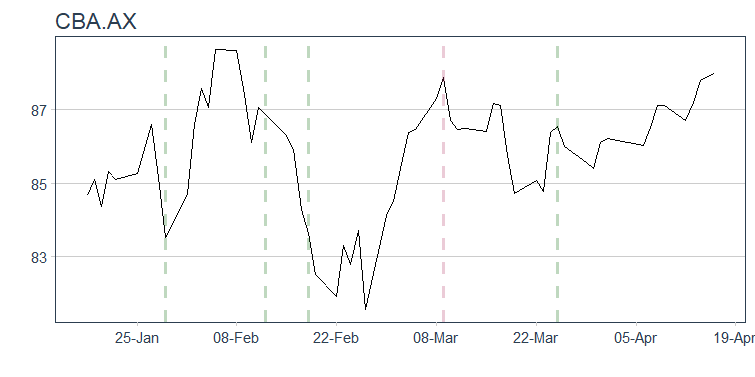 CBA.AX
87
85
83
25-Jan
08-Feb
22-Feb
08-Mar
22-Mar
05-Apr
19-Apr